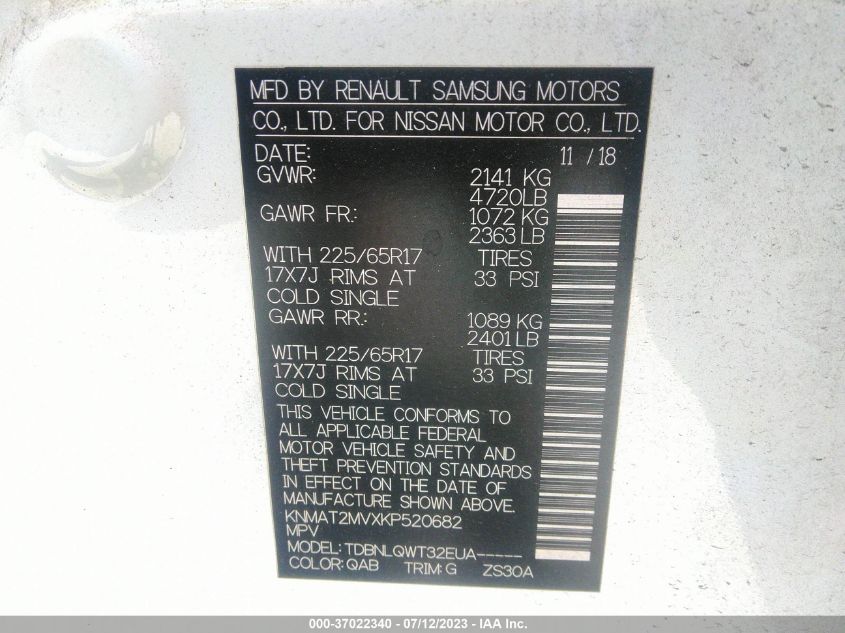 MFD BY RENAULT SAMSUNG MOTORS
CO., LTD. FOR NISSAN MOTOR CO., LTD.
DATE: 11 / 18
GVWR: 2141 KG
4720LB
GAWR FR: 1072 KG
2363 LB
WITH 225/65R17 TIRES
17X7J RIMS AT 33 PSI
COLD SINGLE
GAWR RR: 1089 KG
2401 LB
WITH 225/65R17 TIRES
17X7J RIMS AT 33 PSI
COLD SINGLE
THIS VEHICLE CONFORMS TO
ALL APPLICABLE FEDERAL
MOTOR VEHICLE SAFETY AND
THEFT PREVENTION STANDARDS
IN EFFECT ON THE DATE OF
MANUFACTURE SHOWN ABOVE.
KNMAT2MVXKP520682
MPV
MODEL: TDBNLQWT32EUA-----
COLOR: QAB TRIM: G ZS30A
000-37022340 - 07/12/2023 - IAA Inc.